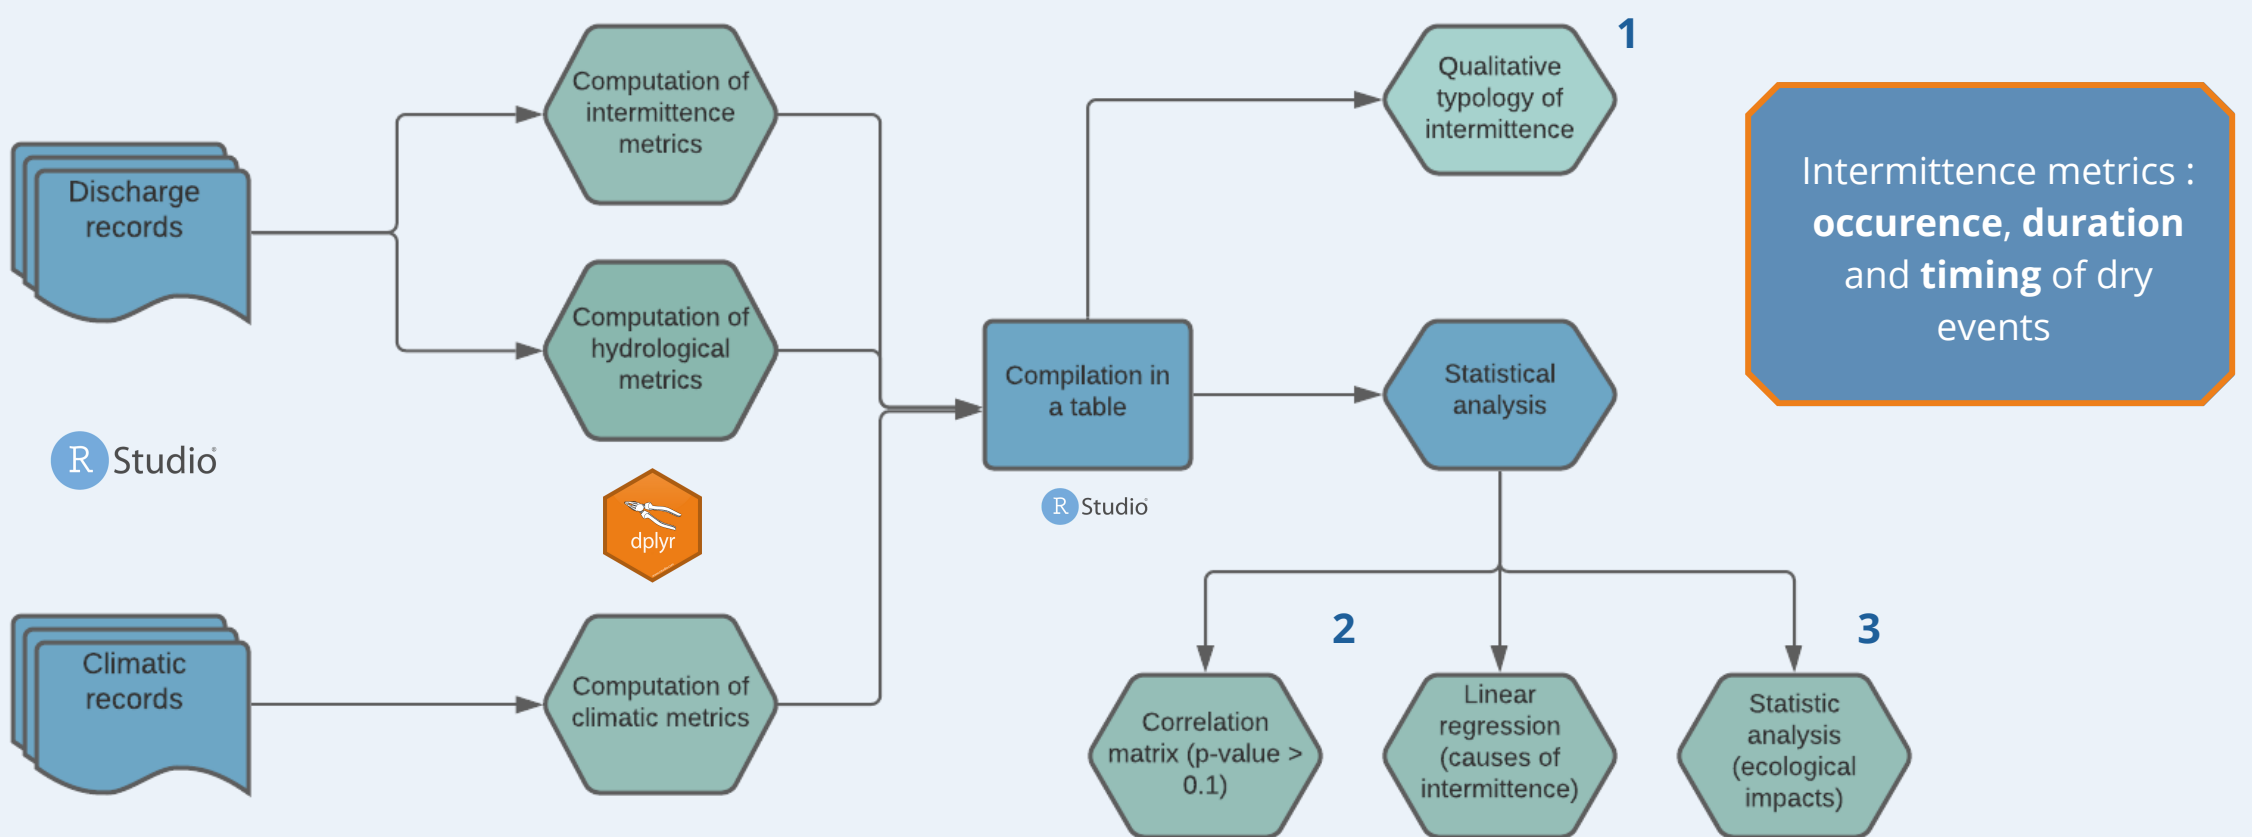 Discharge
records
Computation of
intermittence
metrics
Computation of
hydrological
metrics
R Studio
dplyr
Climatic
records
Computation of
climatic metrics
Compilation in
a table
R Studio
1
Qualitative
typology of
intermittence
Statistical
analysis
2
3
Correlation
matrix (p-value >
0.1)
Linear
regression
(causes of
intermittence)
Statistic
analysis
(ecological
impacts)
Intermittence metrics :
occurence, duration
and timing of dry
events